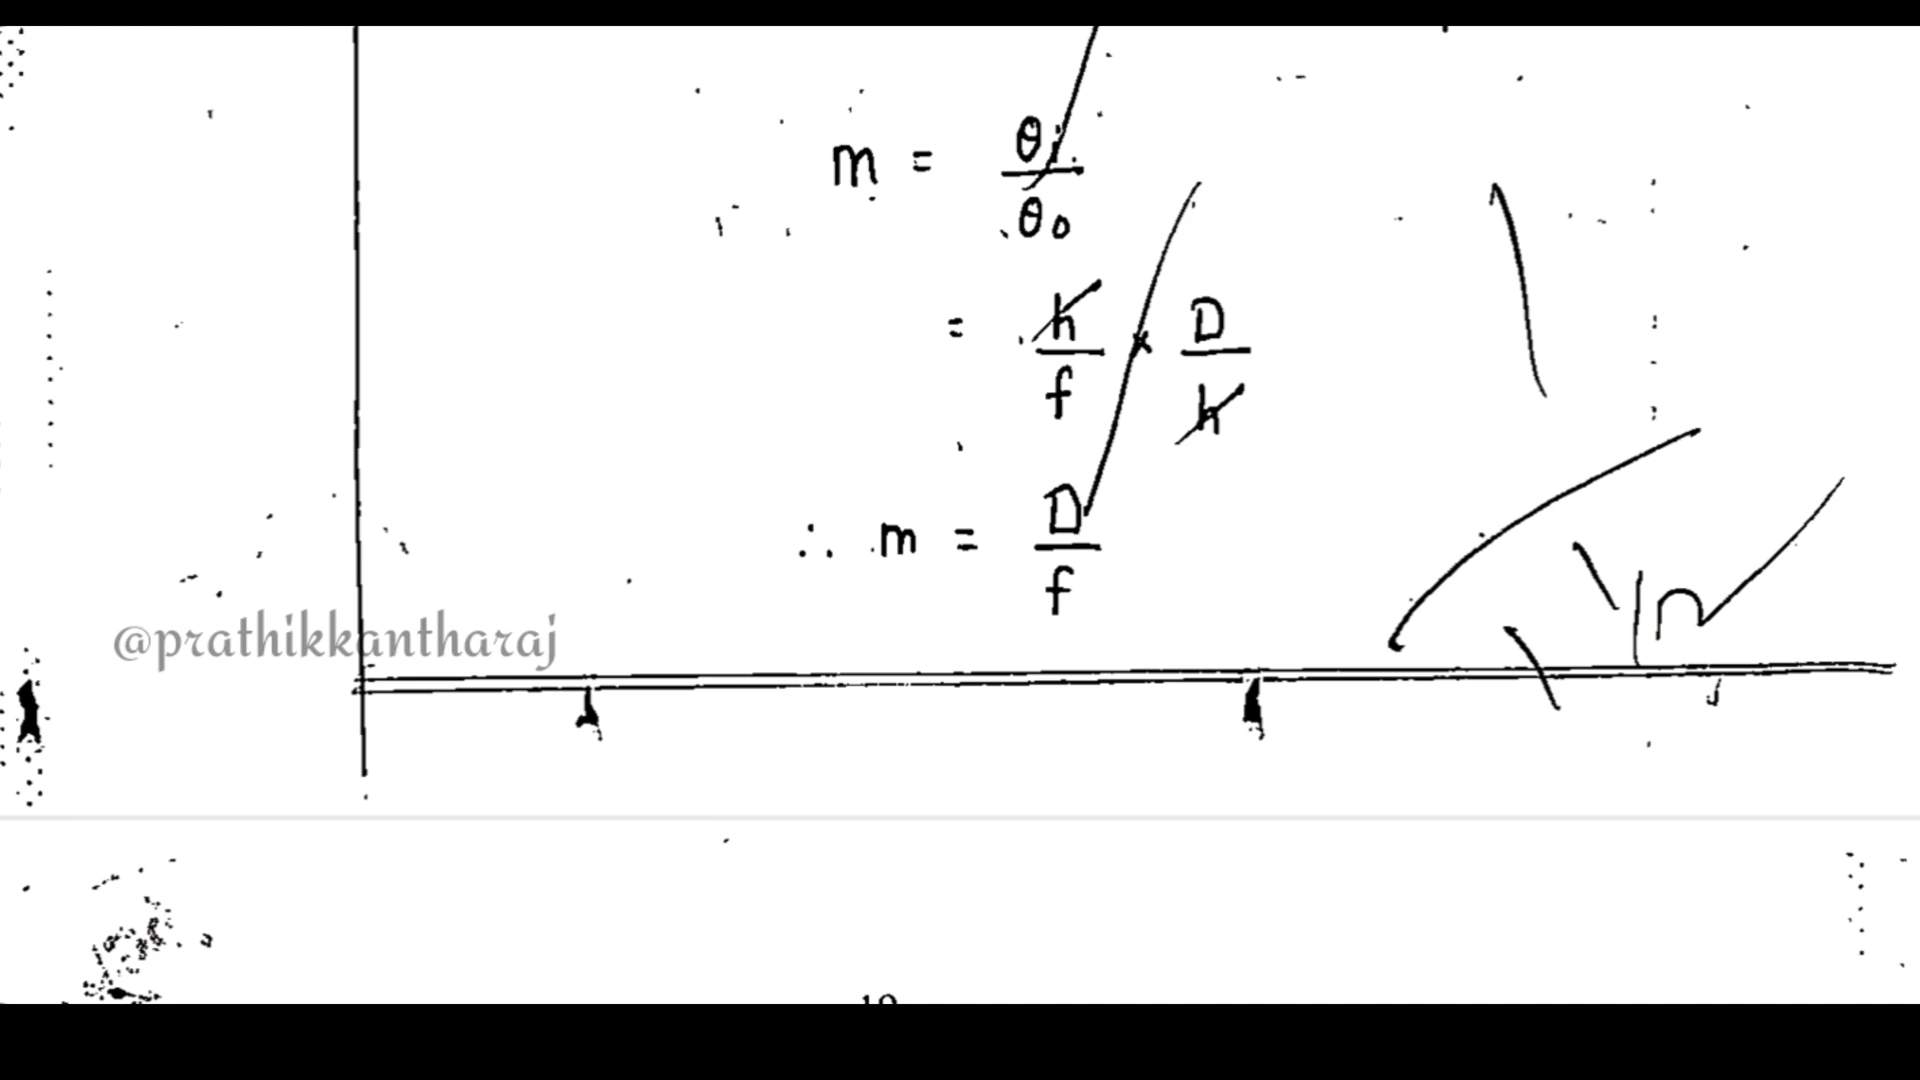 m = θi / θo
= h / f × D / h
∴ m = D / f
@prathikkantharaj